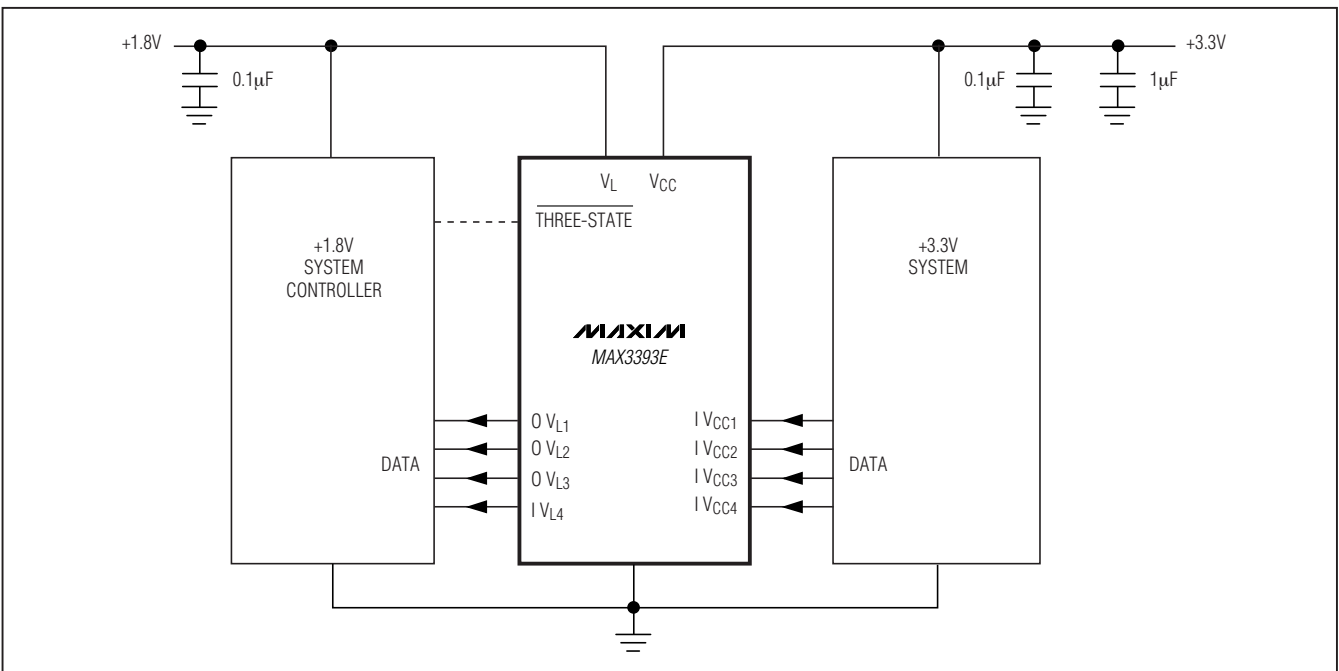 +1.8V
0.1μF
0.1μF
1μF
+3.3V
VL
VCC
THREE-STATE
+1.8V
SYSTEM
CONTROLLER
+3.3V
SYSTEM
MAXIM
MAX3393E
DATA
O VL1
O VL2
O VL3
I VL4
I VCC1
I VCC2
I VCC3
I VCC4
DATA